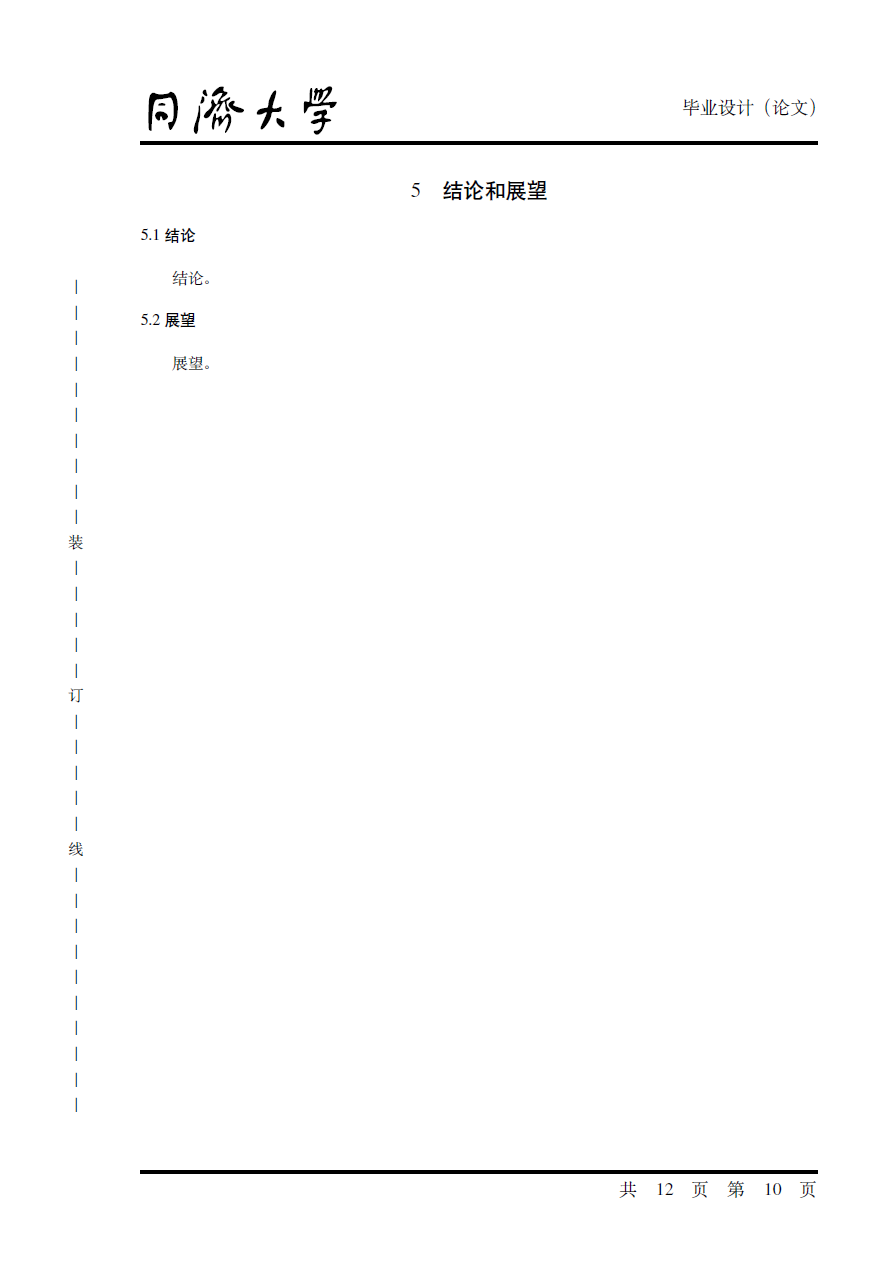 同濟大學
毕业设计（论文）
5 结论和展望
5.1 结论
结论。
5.2 展望
展望。
装
订
线
共 12 页 第 10 页